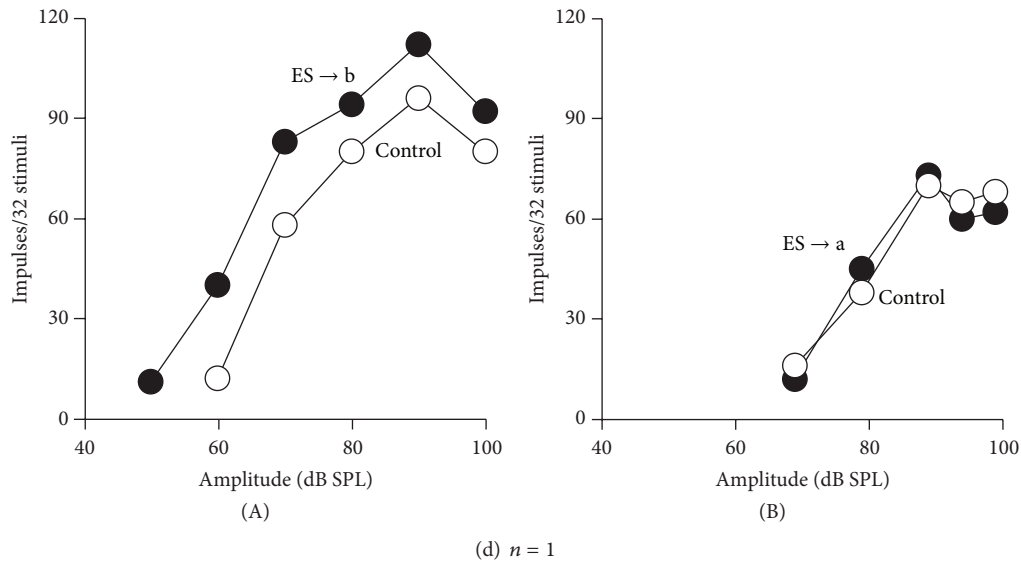 120
90
60
30
0
Impulses/32 stimuli
ES → b
Control
40
60
80
100
Amplitude (dB SPL)
(A)
120
90
60
30
0
Impulses/32 stimuli
ES → a
Control
40
60
80
100
Amplitude (dB SPL)
(B)
(d) n = 1